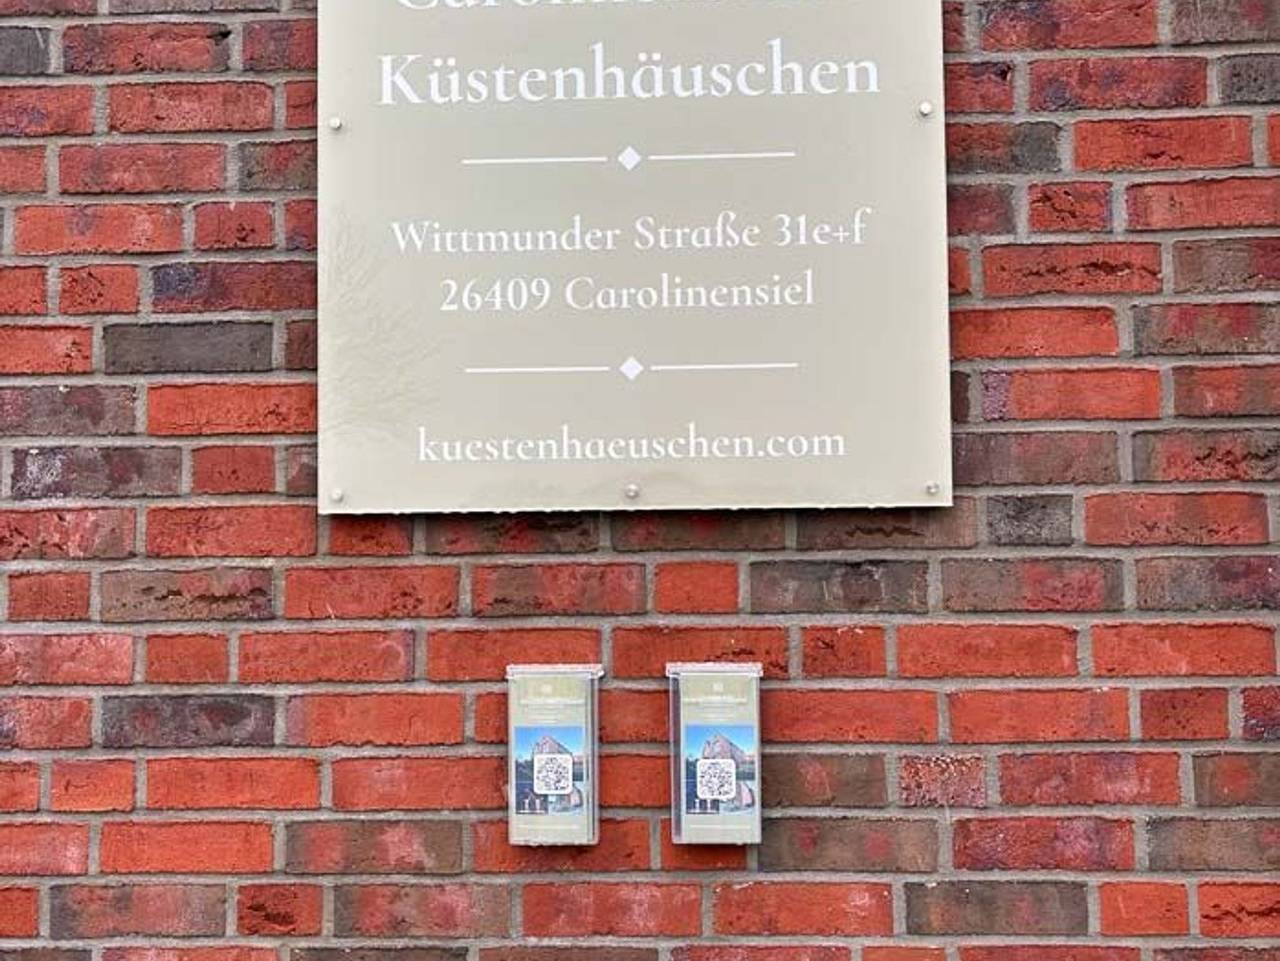 Küstenhäuschen
Wittmunder Straße 31e+f
26409 Carolinensiel
kuestenhaeuschen.com